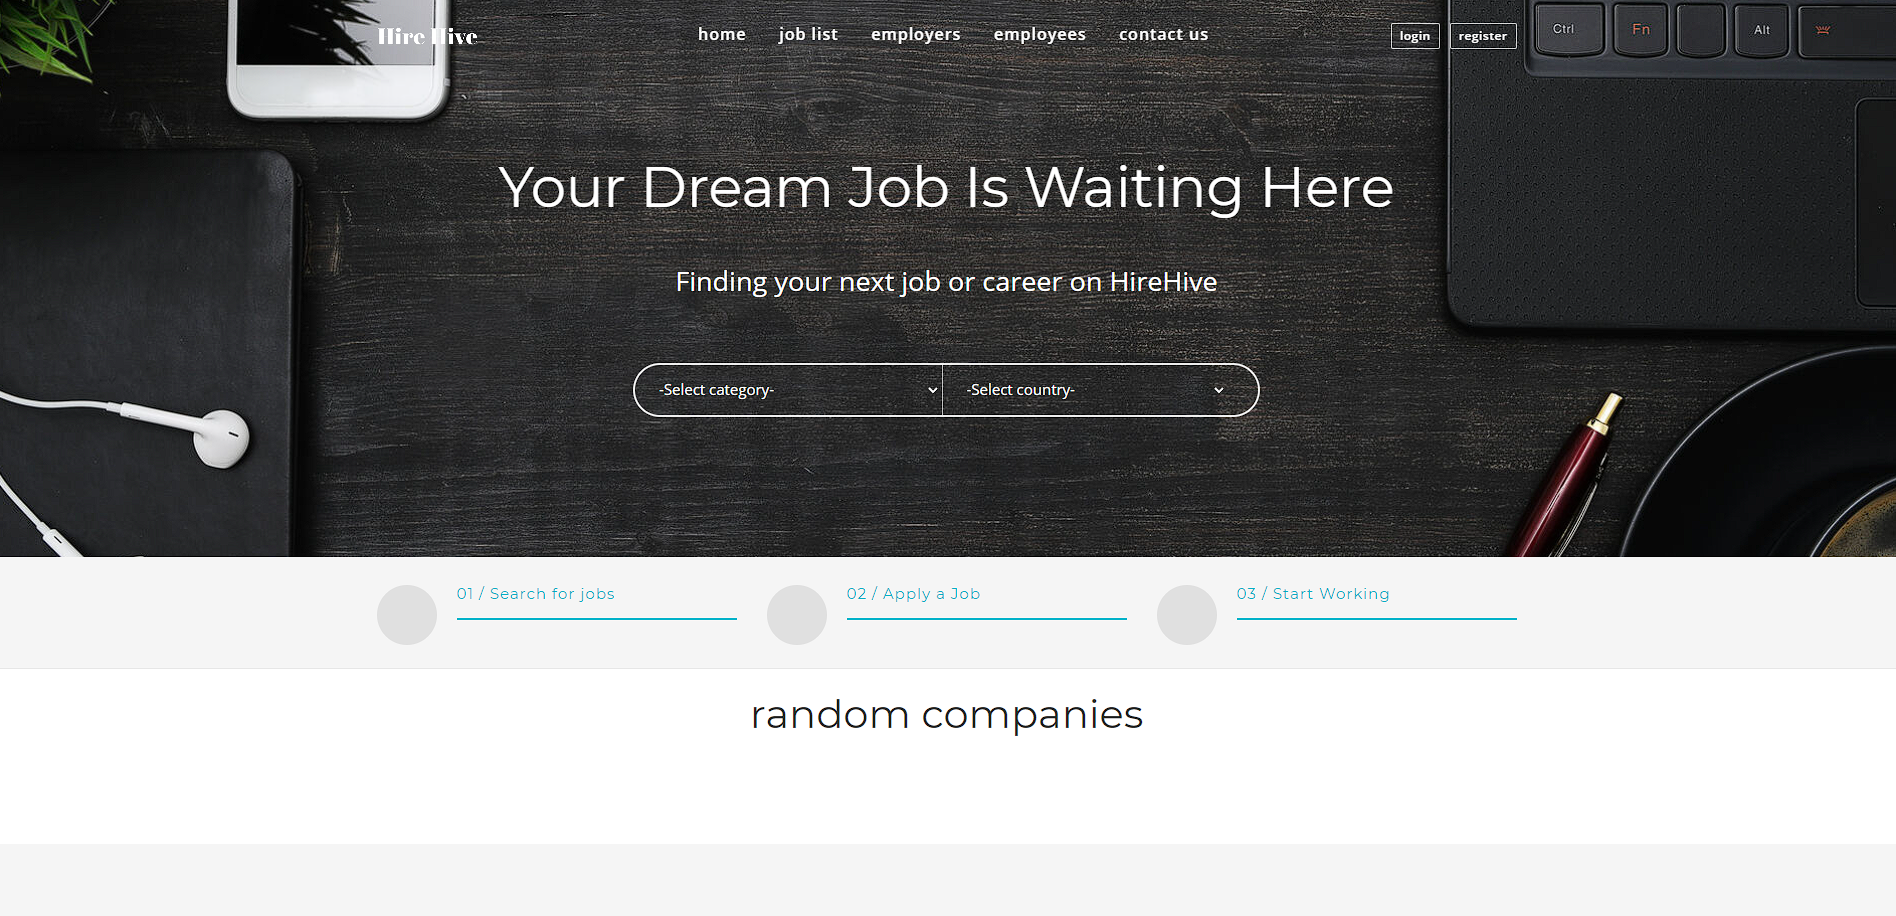 Hire Hive
home job list employers employees contact us
login register
Ctrl Fn Alt
Your Dream Job Is Waiting Here
Finding your next job or career on HireHive
-Select category- -Select country-
01 / Search for jobs 02 / Apply a Job 03 / Start Working
random companies